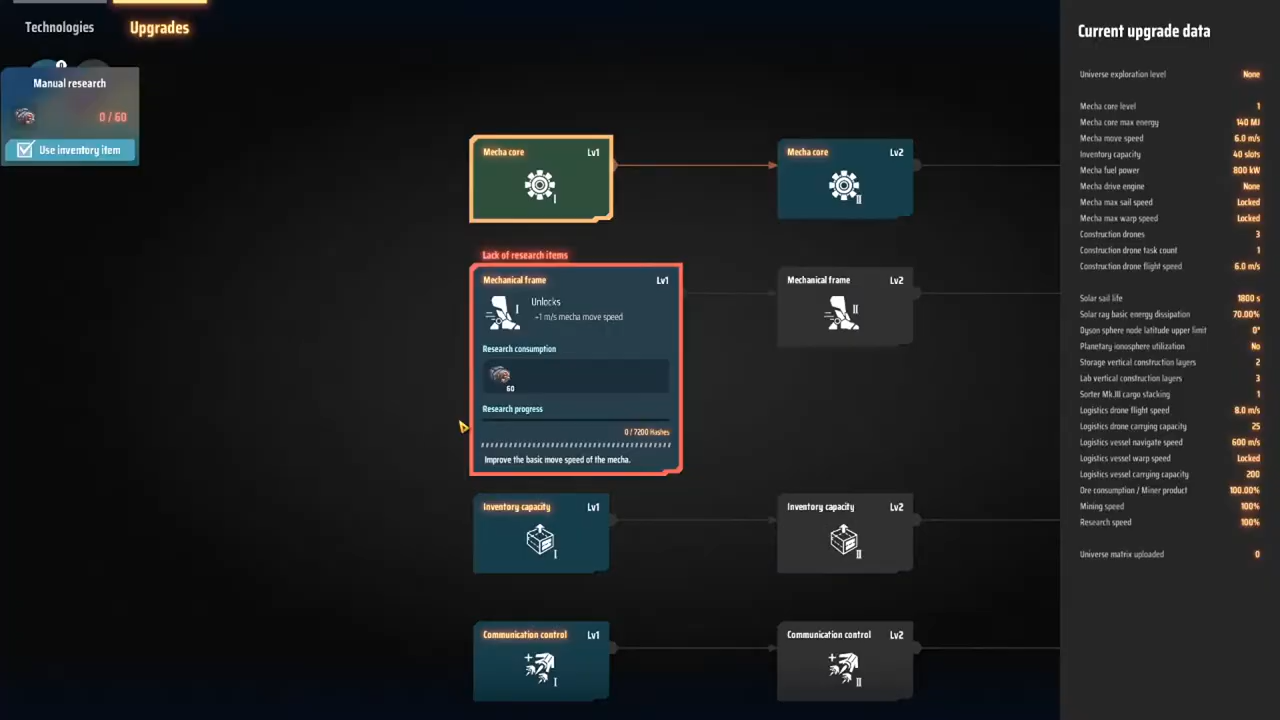 Technologies
Upgrades
Manual research
0 / 60
Use inventory item
Mecha core Lv1
I
Mecha core Lv2
II
Lack of research items
Mechanical frame Lv1
I
Unlocks
+1 m/s mecha move speed
Research consumption
60
Research progress
0 / 7200 Hashes
Improve the basic move speed of the mecha.
Mechanical frame Lv2
II
Inventory capacity Lv1
I
Inventory capacity Lv2
II
Communication control Lv1
I
Communication control Lv2
II
Current upgrade data
Universe exploration level None
Mecha core level 1
Mecha core max energy 140 MJ
Mecha move speed 6.0 m/s
Inventory capacity 40 slots
Mecha fuel power 800 kW
Mecha drive engine None
Mecha max sail speed Locked
Mecha max warp speed Locked
Construction drones 3
Construction drone task count 1
Construction drone flight speed 6.0 m/s
Solar sail life 1800 s
Solar ray basic energy dissipation 70.00%
Dyson sphere node latitude upper limit 0°
Planetary ionosphere utilization No
Storage vertical construction layers 2
Lab vertical construction layers 3
Sorter Mk.III cargo stacking 1
Logistics drone flight speed 8.0 m/s
Logistics drone carrying capacity 25
Logistics vessel navigate speed 600 m/s
Logistics vessel warp speed Locked
Logistics vessel carrying capacity 200
Ore consumption / Miner product 100.00%
Mining speed 100%
Research speed 100%
Universe matrix uploaded 0